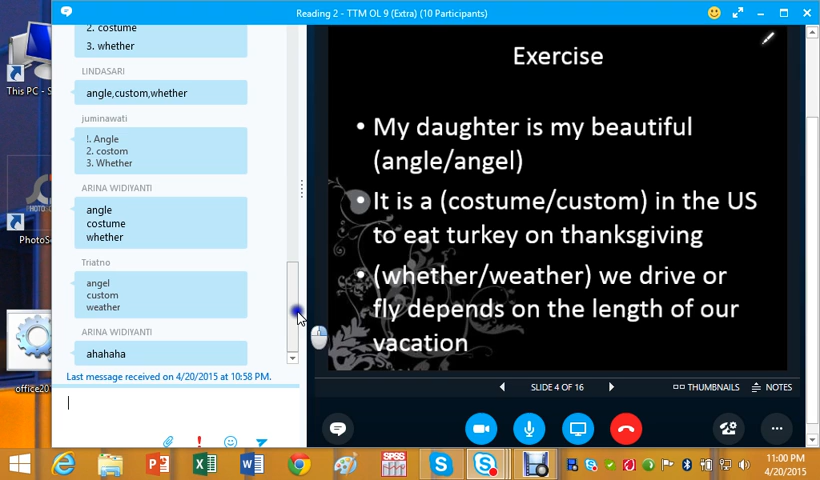 Reading 2 - TTM OL 9 (Extra) (10 Participants)
This PC - S
PhotoS
office20
2. costume
3. whether
LINDASARI
angle,custom,whether
juminawati
!. Angle
2. costom
3. Whether
ARINA WIDIYANTI
angle
costume
whether
Triatno
angel
custom
weather
ARINA WIDIYANTI
ahahaha
Last message received on 4/20/2015 at 10:58 PM.
Exercise
• My daughter is my beautiful
(angle/angel)
• It is a (costume/custom) in the US
to eat turkey on thanksgiving
• (whether/weather) we drive or
fly depends on the length of our
vacation
SLIDE 4 OF 16
THUMBNAILS
NOTES
SPSS
11:00 PM
4/20/2015